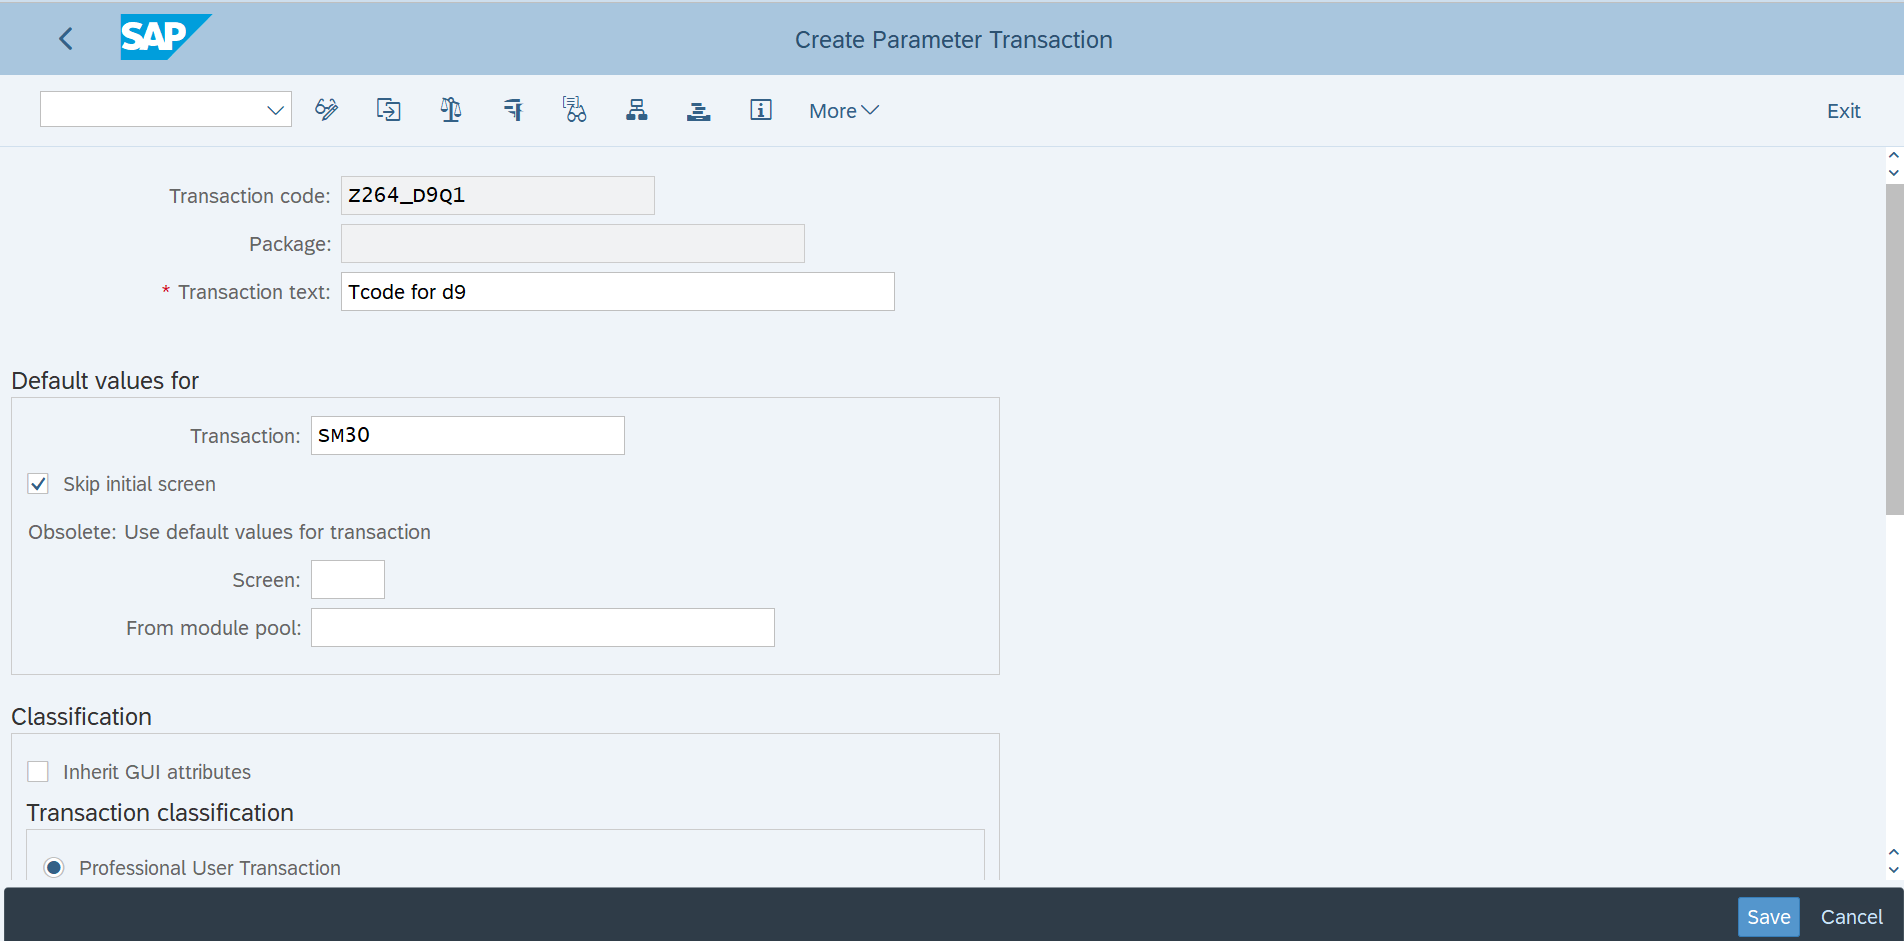 SAP
Create Parameter Transaction
More
Exit
Transaction code: Z264_D9Q1
Package:
* Transaction text: Tcode for d9
Default values for
Transaction: SM30
Skip initial screen
Obsolete: Use default values for transaction
Screen:
From module pool:
Classification
Inherit GUI attributes
Transaction classification
Professional User Transaction
Save Cancel